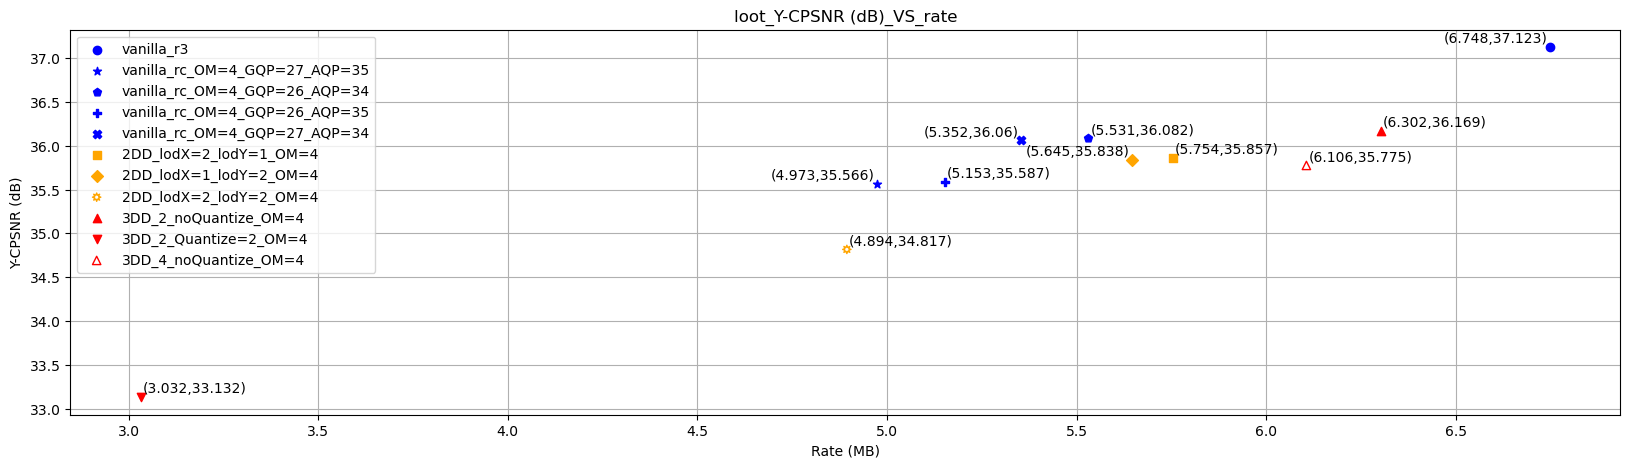 loot_Y-CPSNR (dB)_VS_rate
vanilla_r3
vanilla_rc_OM=4_GQP=27_AQP=35
vanilla_rc_OM=4_GQP=26_AQP=34
vanilla_rc_OM=4_GQP=26_AQP=35
vanilla_rc_OM=4_GQP=27_AQP=34
2DD_lodX=2_lodY=1_OM=4
2DD_lodX=1_lodY=2_OM=4
2DD_lodX=2_lodY=2_OM=4
3DD_2_noQuantize_OM=4
3DD_2_Quantize=2_OM=4
3DD_4_noQuantize_OM=4
(6.748,37.123)
(6.302,36.169)
(5.531,36.082)
(5.352,36.06)
(5.754,35.857)
(5.645,35.838)
(6.106,35.775)
(5.153,35.587)
(4.973,35.566)
(4.894,34.817)
(3.032,33.132)
Y-CPSNR (dB)
37.0
36.5
36.0
35.5
35.0
34.5
34.0
33.5
33.0
3.0 3.5 4.0 4.5 5.0 5.5 6.0 6.5
Rate (MB)